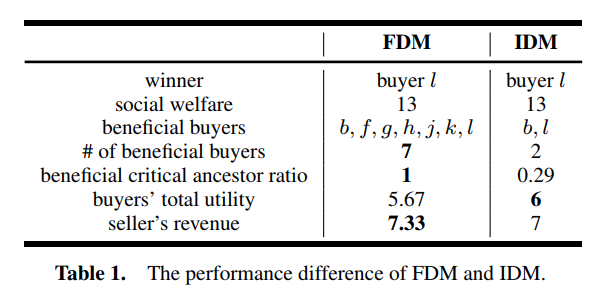 FDM IDM
winner buyer l buyer l
social welfare 13 13
beneficial buyers b, f, g, h, j, k, l b, l
# of beneficial buyers 7 2
beneficial critical ancestor ratio 1 0.29
buyers’ total utility 5.67 6
seller’s revenue 7.33 7
Table 1. The performance difference of FDM and IDM.